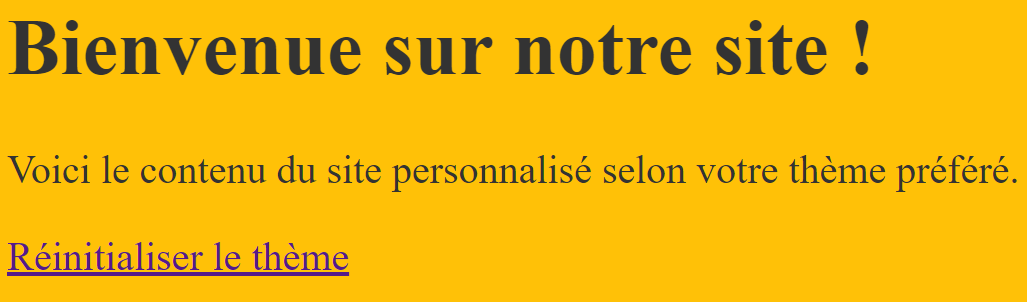 Bienvenue sur notre site !
Voici le contenu du site personnalisé selon votre thème préféré.
Réinitialiser le thème